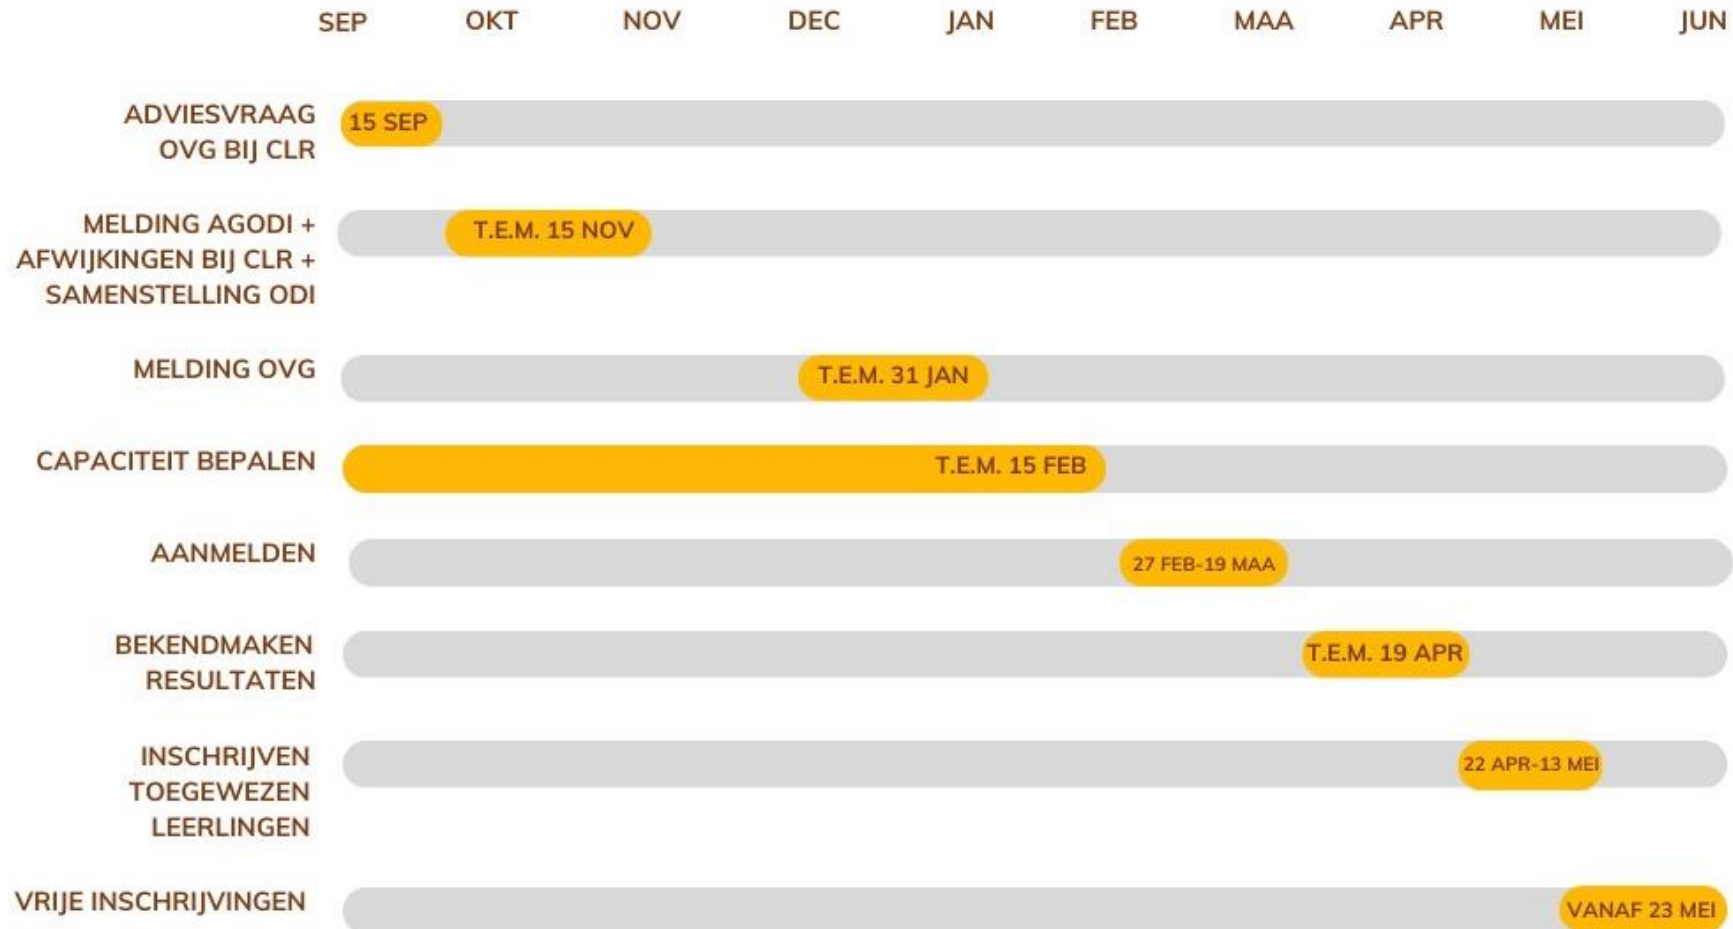 SEP OKT NOV DEC JAN FEB MAA APR MEI JUN
ADVIESVRAAG
OVG BIJ CLR
15 SEP
MELDING AGODI +
AFWIJKINGEN BIJ CLR +
SAMENSTELLING ODI
T.E.M. 15 NOV
MELDING OVG
T.E.M. 31 JAN
CAPACITEIT BEPALEN
T.E.M. 15 FEB
AANMELDEN
27 FEB-19 MAA
BEKENDMAKEN
RESULTATEN
T.E.M. 19 APR
INSCHRIJVEN
TOEGEWEZEN
LEERLINGEN
22 APR-13 MEI
VRIJE INSCHRIJVINGEN
VANAF 23 MEI